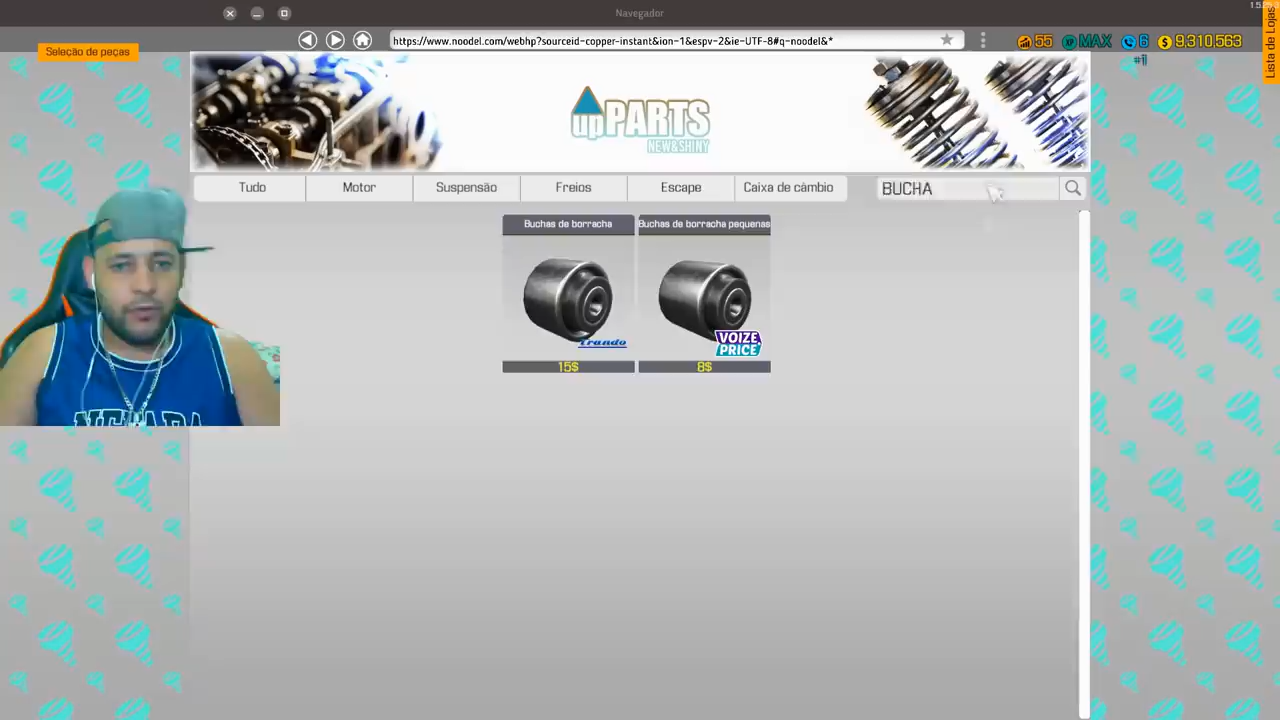 Navegador
Seleção de peças
https://www.noodel.com/webhp?sourceid-copper-instant&ion-1&espv-2&ie-UTF-8#q-noodel&*
55
XP MAX
6
$ 9,310,563
#1
Lista de Lojas
upPARTS
NEW&SHINY
Tudo
Motor
Suspensão
Freios
Escape
Caixa de câmbio
BUCHA
Buchas de borracha
Buchas de borracha pequenas
VOIZE
PRICE
15$
8$